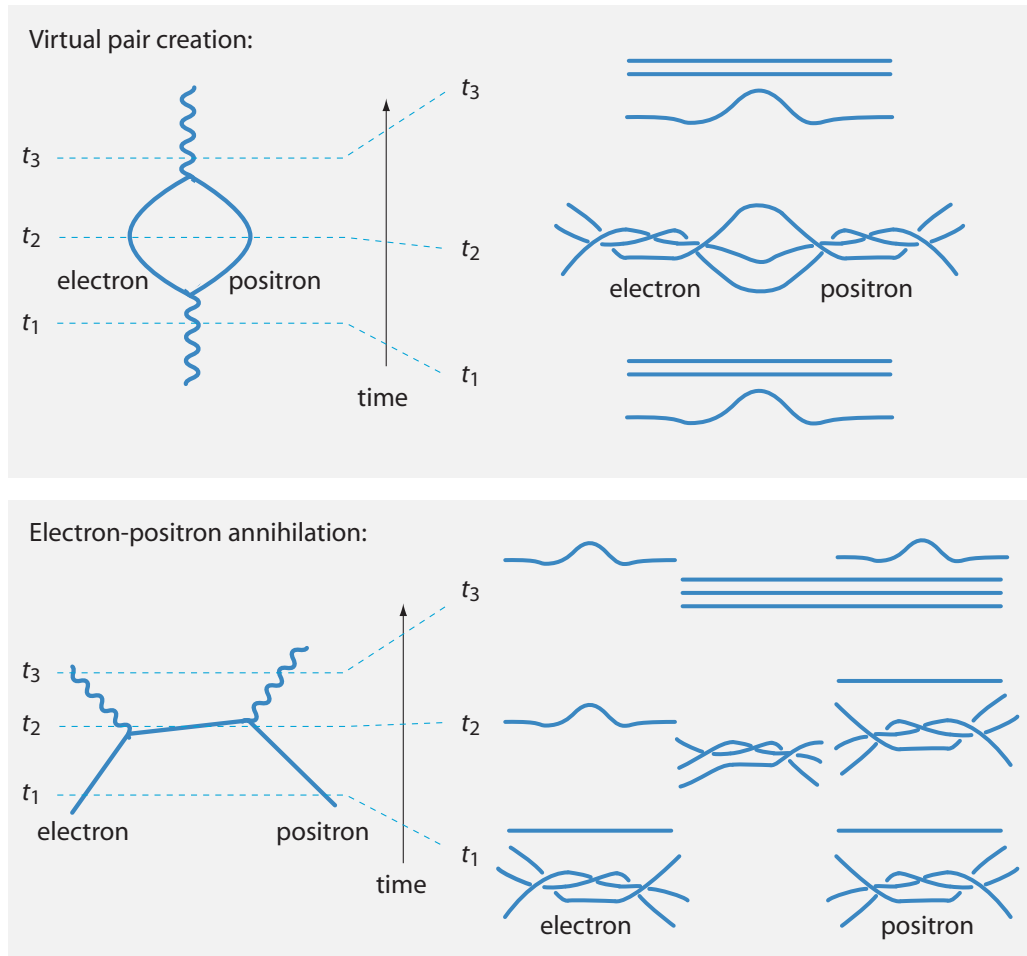 Virtual pair creation:
t3
t3
t2
t2
electron
positron
electron
positron
t1
t1
time
Electron-positron annihilation:
t3
t3
t2
t2
t1
electron
positron
t1
time
electron
positron